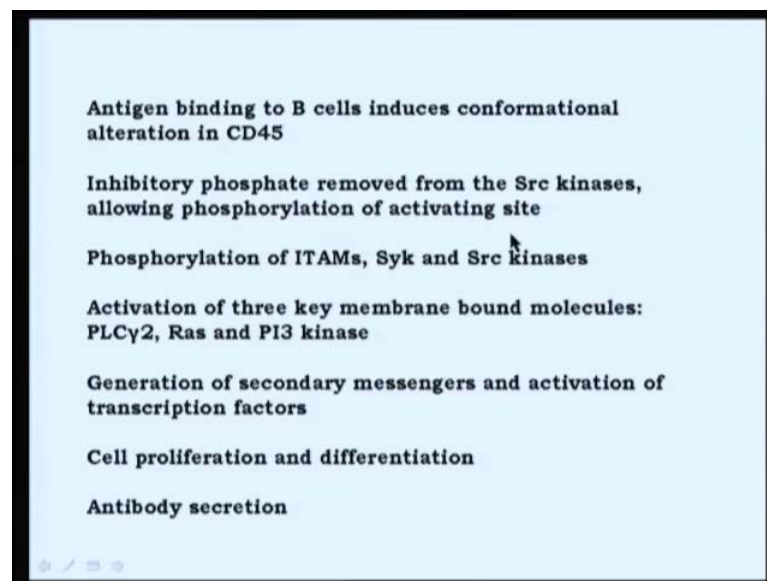 Antigen binding to B cells induces conformational
alteration in CD45
Inhibitory phosphate removed from the Src kinases,
allowing phosphorylation of activating site
Phosphorylation of ITAMs, Syk and Src kinases
Activation of three key membrane bound molecules:
PLCγ2, Ras and PI3 kinase
Generation of secondary messengers and activation of
transcription factors
Cell proliferation and differentiation
Antibody secretion